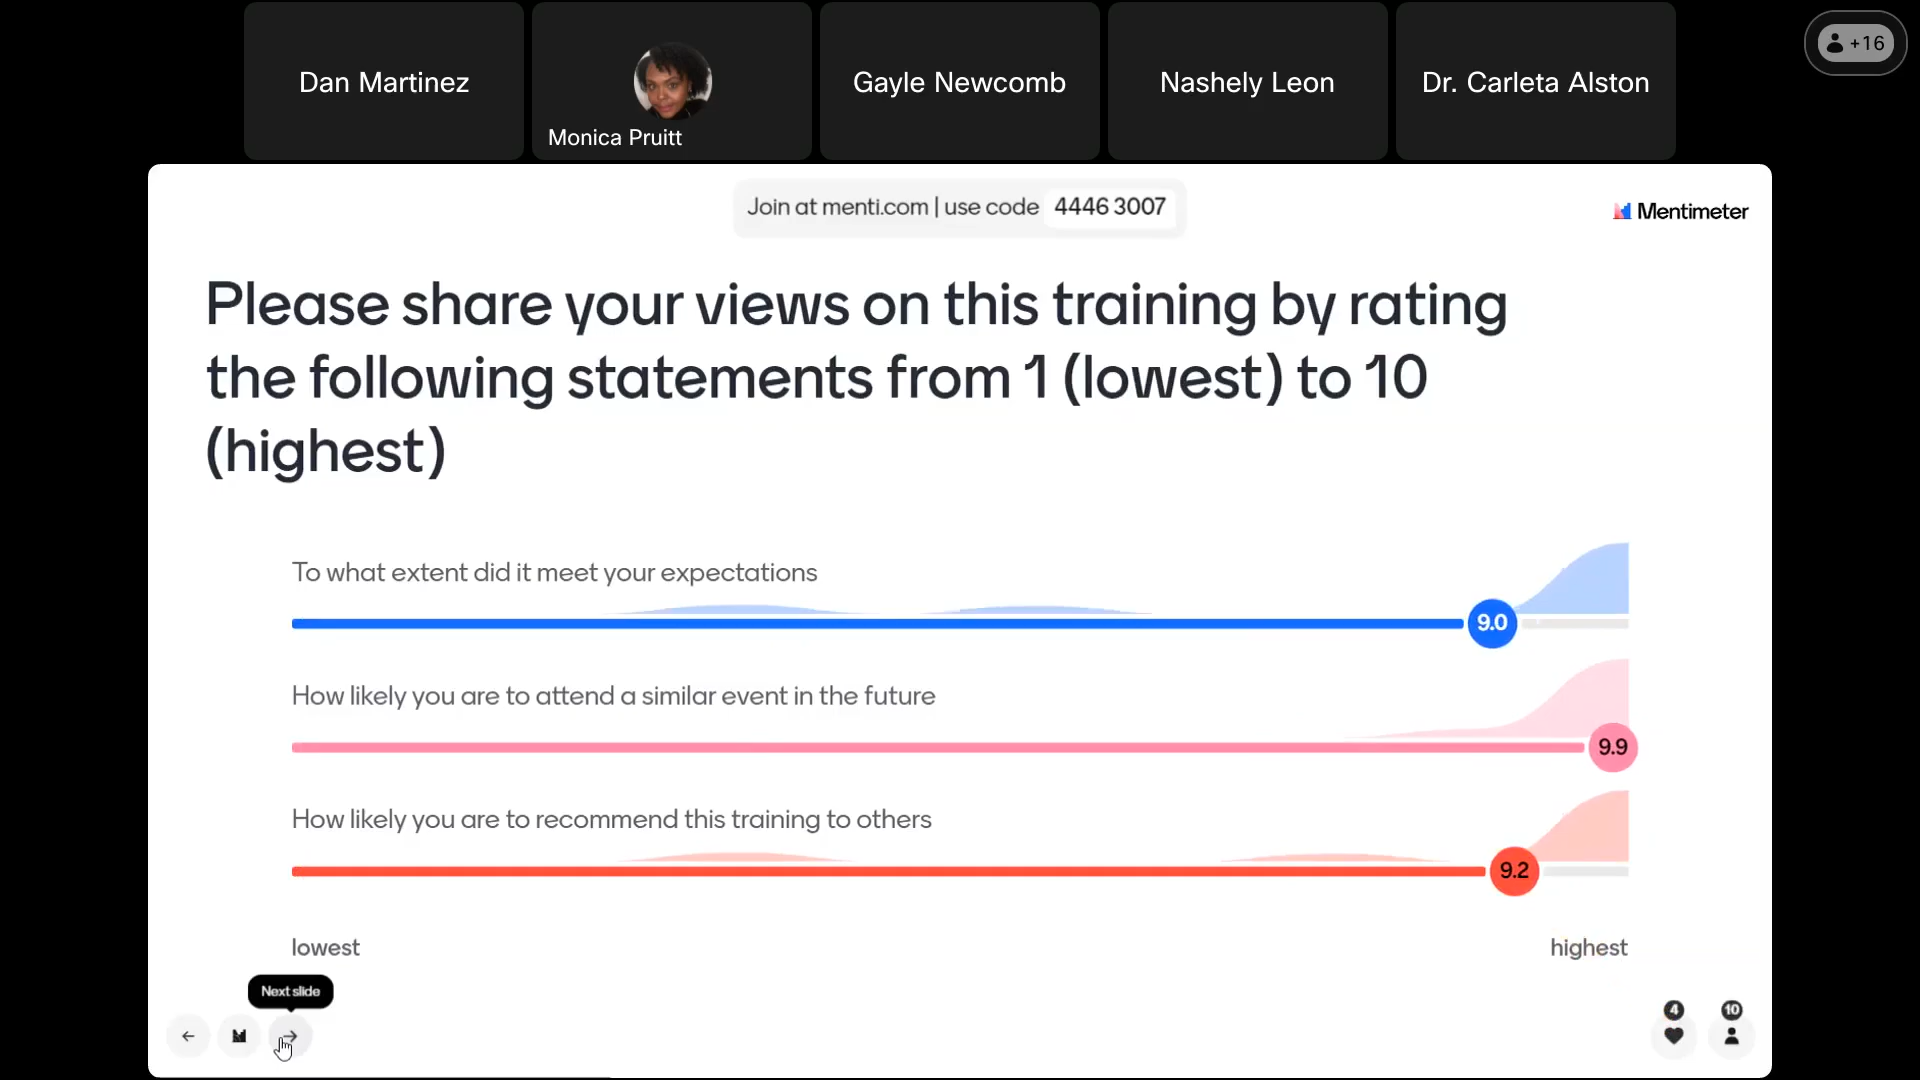 Dan Martinez
Monica Pruitt
Gayle Newcomb
Nashely Leon
Dr. Carleta Alston
+16
Join at menti.com | use code 4446 3007
Mentimeter
Please share your views on this training by rating
the following statements from 1 (lowest) to 10
(highest)
To what extent did it meet your expectations
9.0
How likely you are to attend a similar event in the future
9.9
How likely you are to recommend this training to others
9.2
lowest
highest
Next slide
4
10